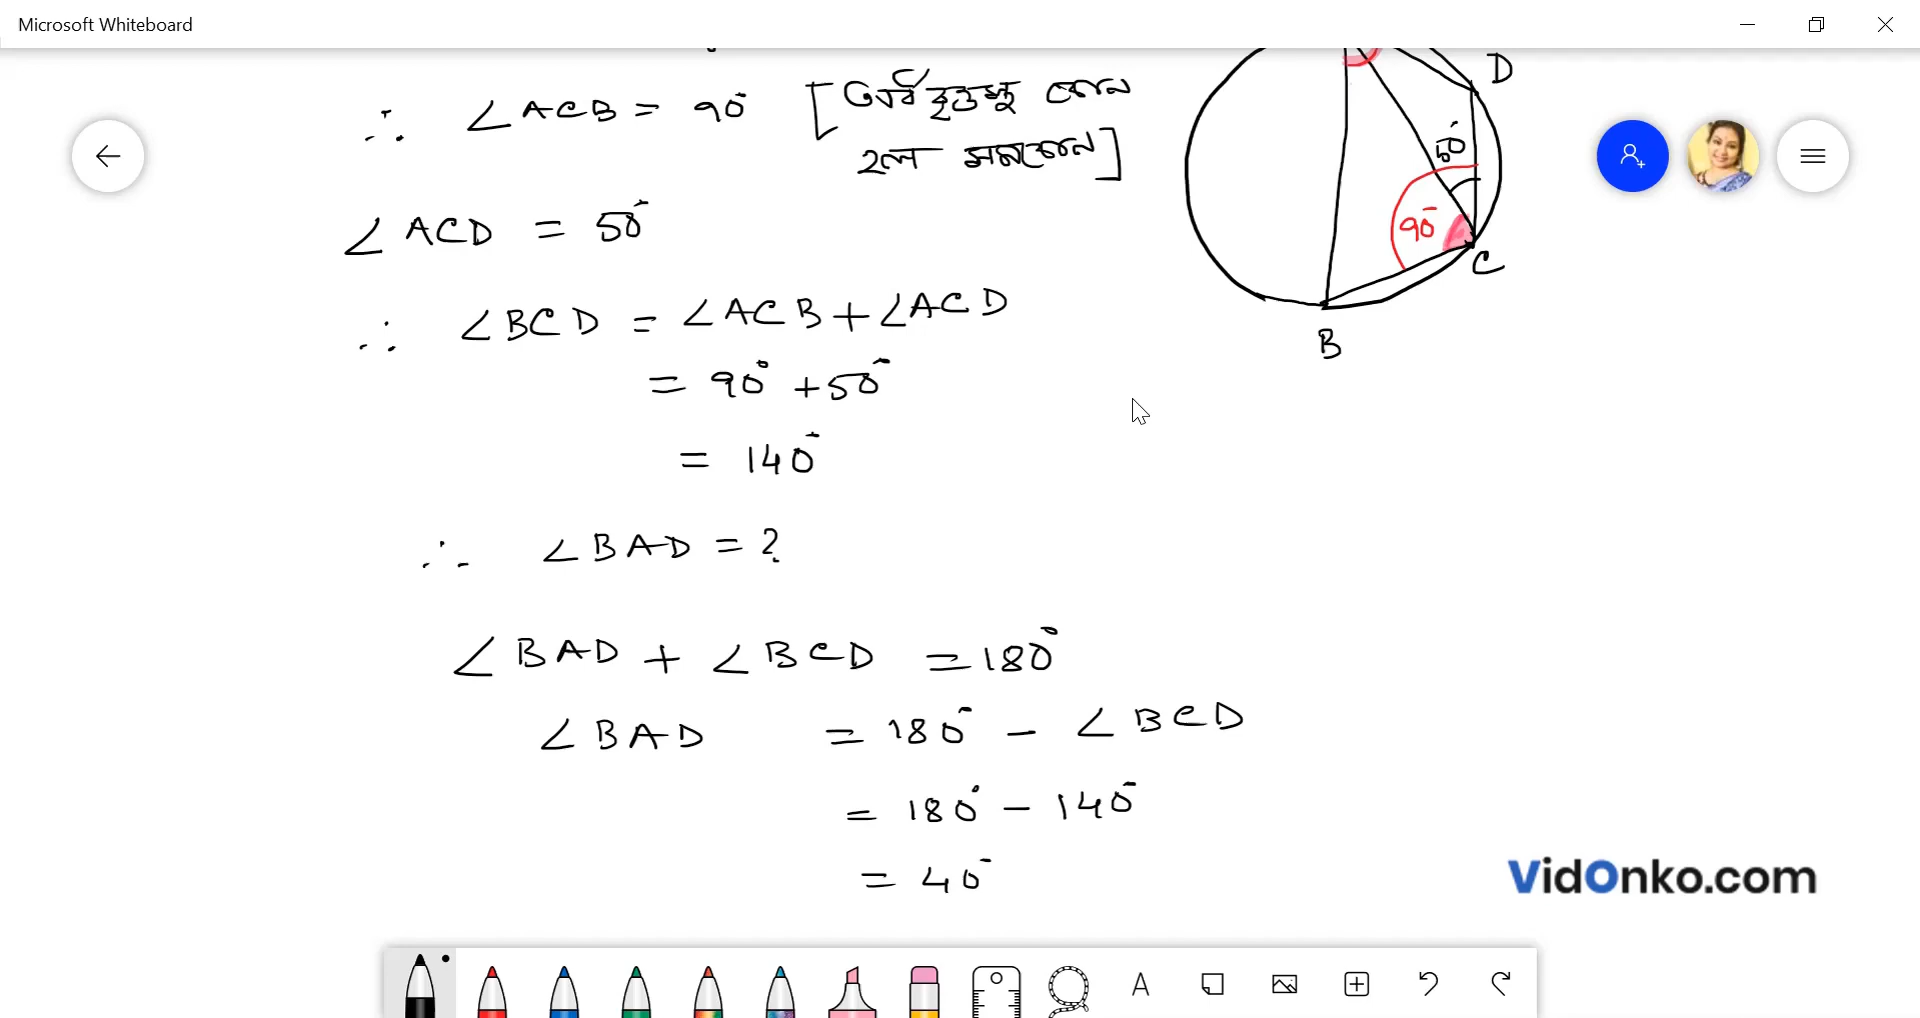 Microsoft Whiteboard
∴ ∠ACB = 90° [অর্ধবৃত্তস্থ কোন
হল সমকোন]
∠ACD = 50°
∴ ∠BCD = ∠ACB + ∠ACD
= 90° + 50°
= 140°
∴ ∠BAD = ?
∠BAD + ∠BCD = 180°
∠BAD = 180° - ∠BCD
= 180° - 140°
= 40°
D
50°
90°
C
B
VidOnko.com
A